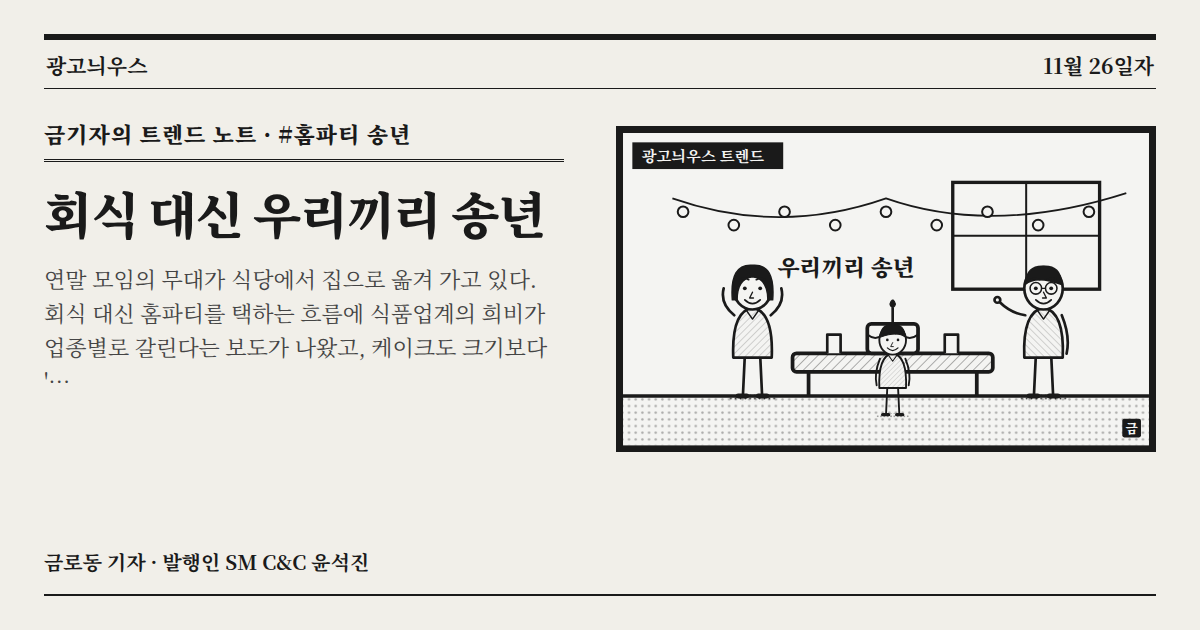 광고늬우스
11월 26일자
금기자의 트렌드 노트 · #홈파티 송년
회식 대신 우리끼리 송년
연말 모임의 무대가 식당에서 집으로 옮겨 가고 있다.
회식 대신 홈파티를 택하는 흐름에 식품업계의 희비가
업종별로 갈린다는 보도가 나왔고, 케이크도 크기보다
'…
광고늬우스 트렌드
우리끼리 송년
금
금로동 기자 · 발행인 SM C&C 윤석진